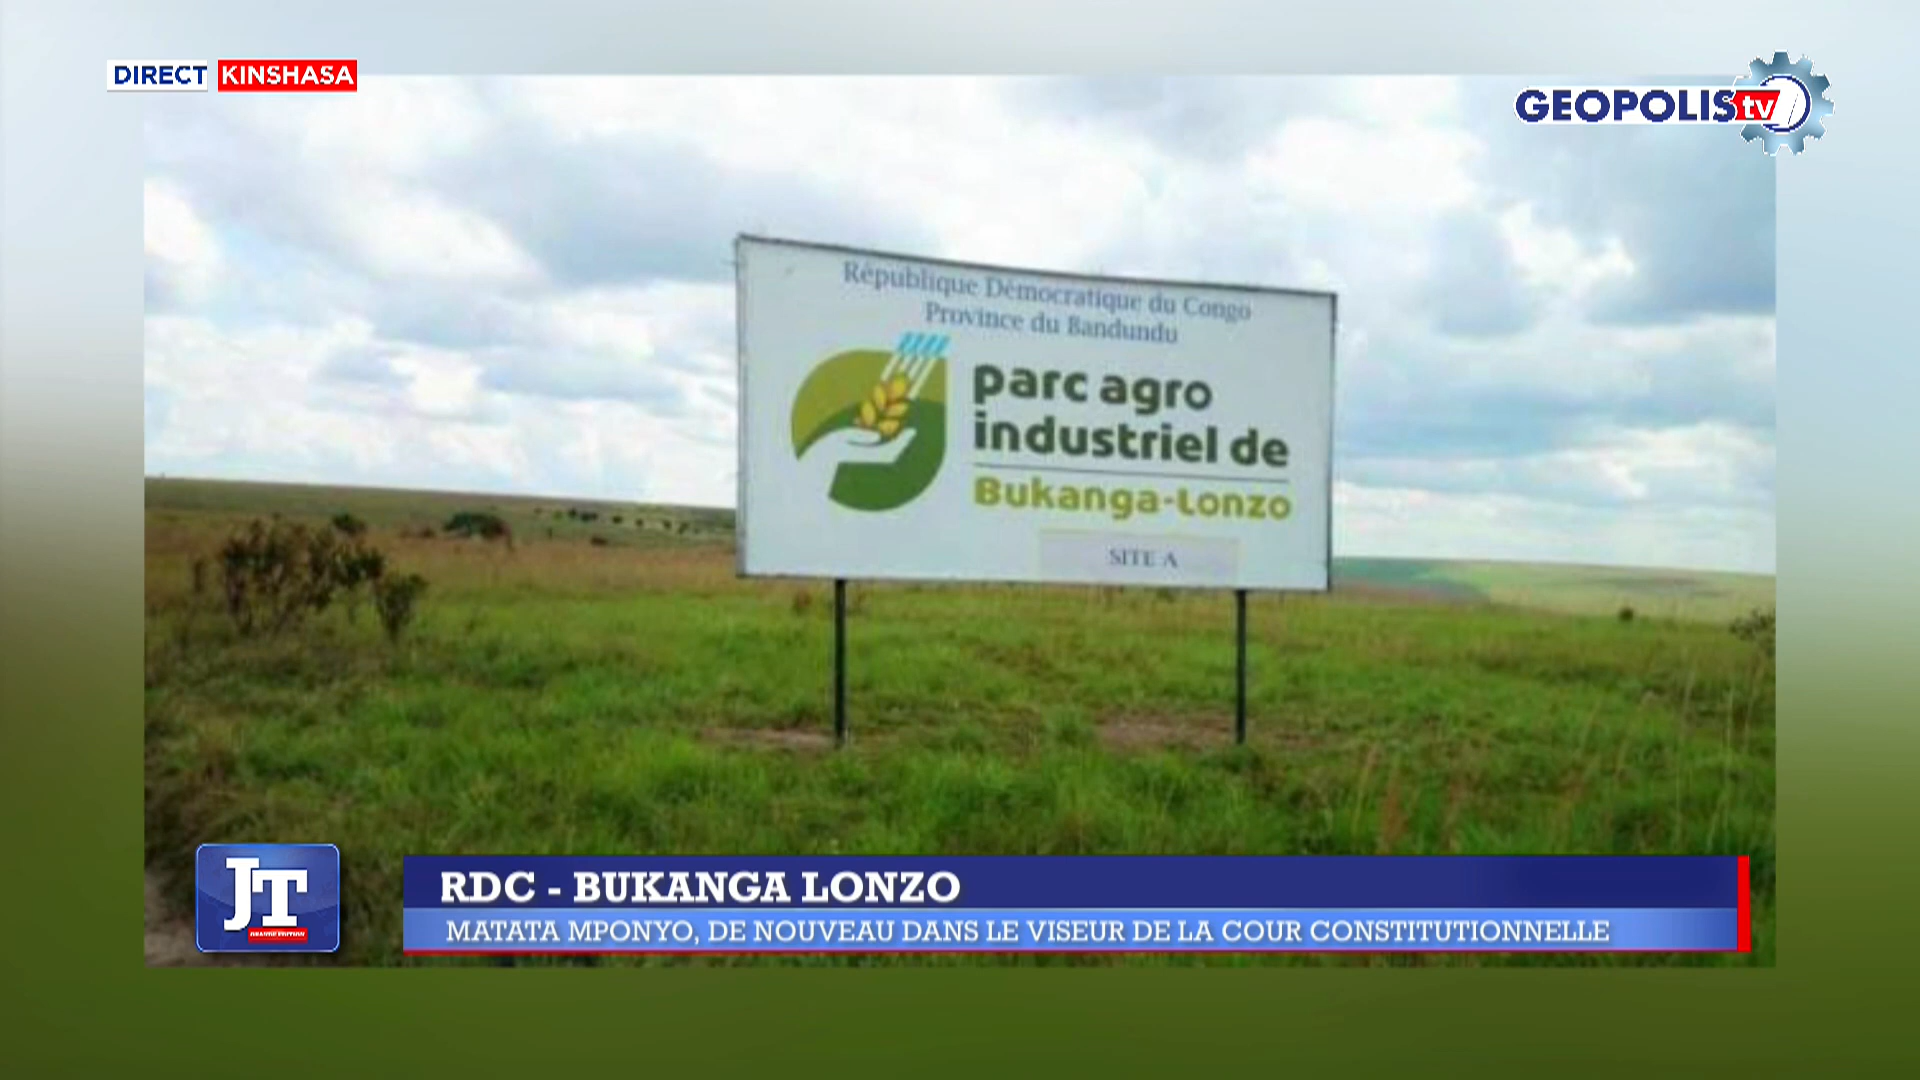 DIRECT KINSHASA
GEOPOLIS tv
République Démocratique du Congo
Province du Bandundu
parc agro
industriel de
Bukanga-Lonzo
SITE A
JT
RDC - BUKANGA LONZO
MATATA MPONYO, DE NOUVEAU DANS LE VISEUR DE LA COUR CONSTITUTIONNELLE